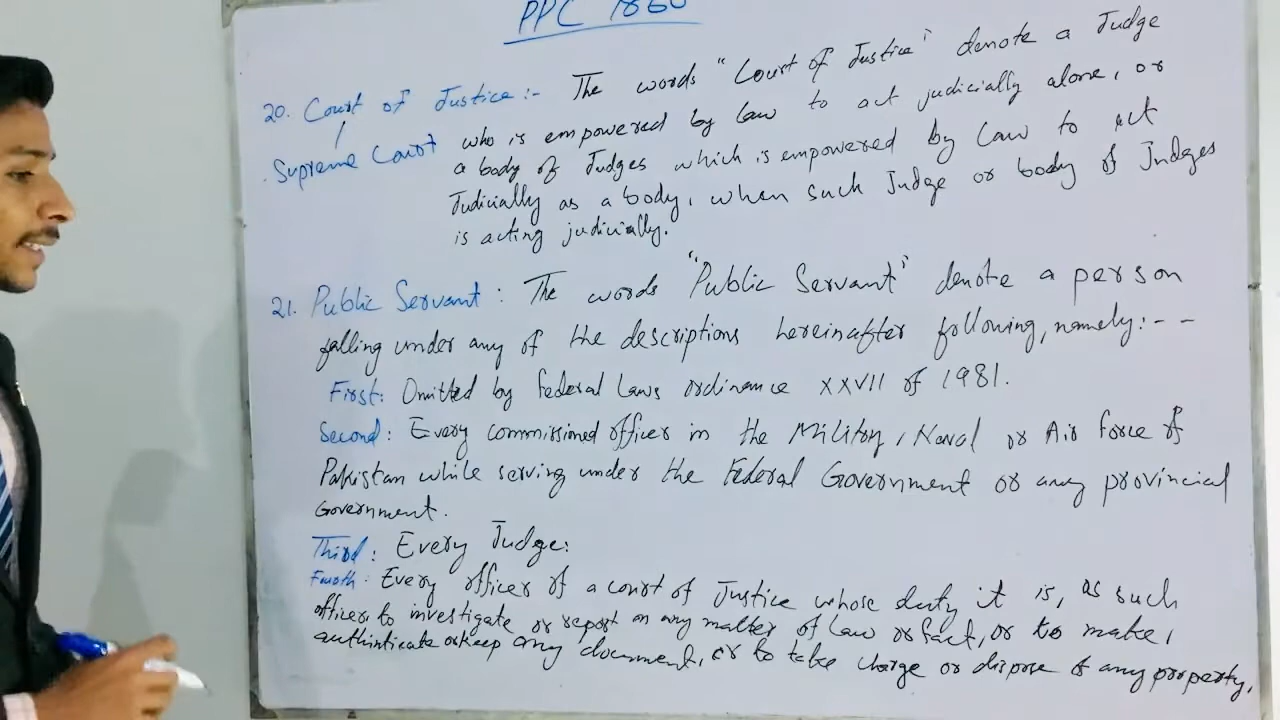 PPC 1860
20. Court of Justice :- The words "Court of Justice" denote a Judge
who is empowered by law to act judicially alone, or
Supreme Court
a body of Judges which is empowered by Law to act
Judicially as a body, when such Judge or body of Judges
is acting judicially.
21. Public Servant : The words "Public Servant" denote a person
falling under any of the descriptions hereinafter following, namely: - -
First: Omitted by Federal Laws ordinance XXVII of 1981.
Second: Every commissioned officer in the Military, Naval or Air Force of
Pakistan while serving under the Federal Government or any provincial
Government.
Third: Every Judge:
Fourth: Every officer of a court of Justice whose duty it is, as such
officer, to investigate or report on any matter of Law or fact, or to make,
authinticate or keep any document, or to take charge or dispose of any property,